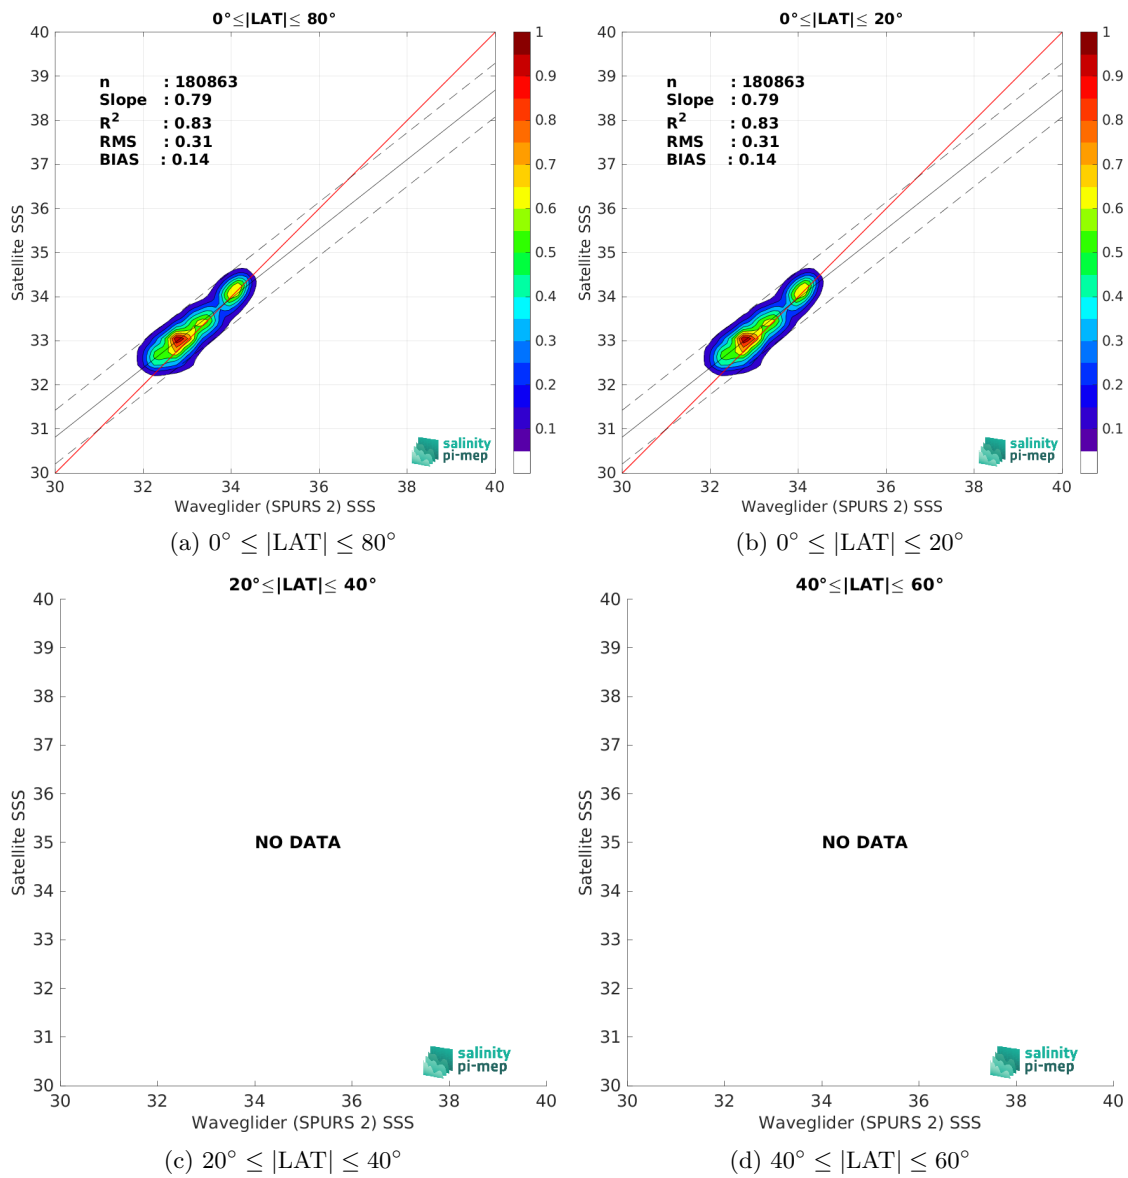 0°≤|LAT|≤ 80°
40
39
38
37
36
35
34
33
32
31
30
Satellite SSS
n : 180863
Slope : 0.79
R² : 0.83
RMS : 0.31
BIAS : 0.14
salinity
pi-mep
30 32 34 36 38 40
Waveglider (SPURS 2) SSS
1
0.9
0.8
0.7
0.6
0.5
0.4
0.3
0.2
0.1
(a) 0° ≤ |LAT| ≤ 80°
0°≤|LAT|≤ 20°
40
39
38
37
36
35
34
33
32
31
30
Satellite SSS
n : 180863
Slope : 0.79
R² : 0.83
RMS : 0.31
BIAS : 0.14
salinity
pi-mep
30 32 34 36 38 40
Waveglider (SPURS 2) SSS
1
0.9
0.8
0.7
0.6
0.5
0.4
0.3
0.2
0.1
(b) 0° ≤ |LAT| ≤ 20°
20°≤|LAT|≤ 40°
40
39
38
37
36
35
34
33
32
31
30
Satellite SSS
NO DATA
salinity
pi-mep
30 32 34 36 38 40
Waveglider (SPURS 2) SSS
(c) 20° ≤ |LAT| ≤ 40°
40°≤|LAT|≤ 60°
40
39
38
37
36
35
34
33
32
31
30
Satellite SSS
NO DATA
salinity
pi-mep
30 32 34 36 38 40
Waveglider (SPURS 2) SSS
(d) 40° ≤ |LAT| ≤ 60°